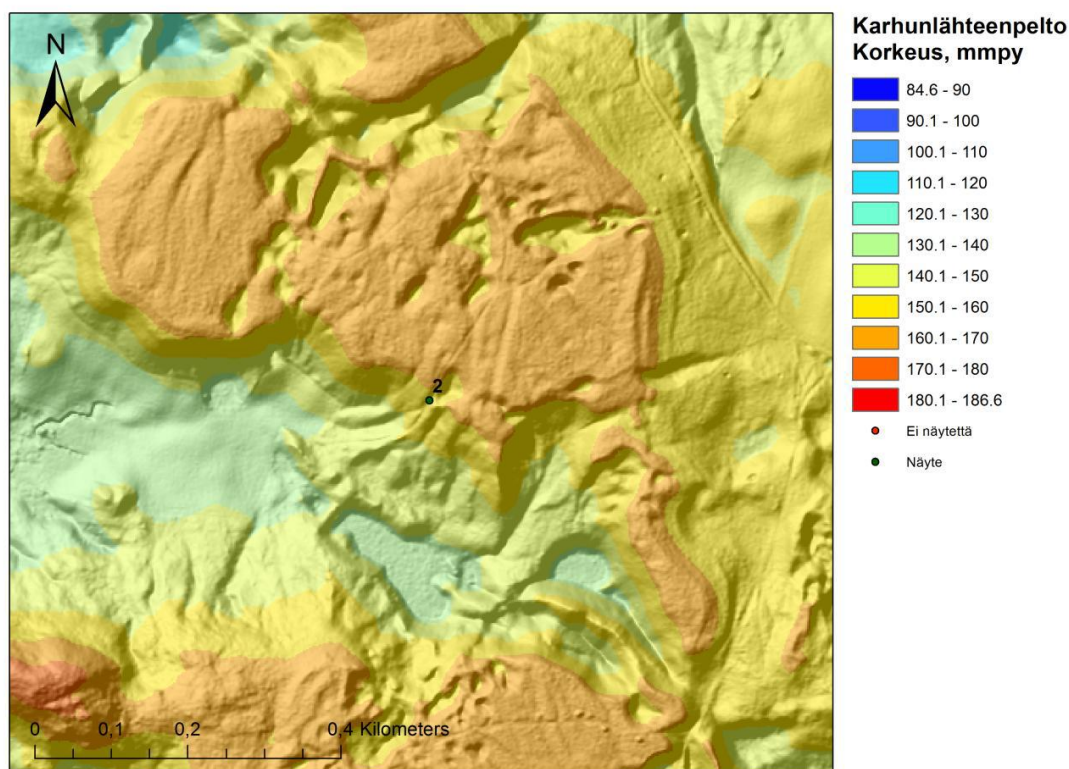 N
2
0 0,1 0,2 0,4 Kilometers
Karhunlähteenpelto
Korkeus, mmpy
84.6 - 90
90.1 - 100
100.1 - 110
110.1 - 120
120.1 - 130
130.1 - 140
140.1 - 150
150.1 - 160
160.1 - 170
170.1 - 180
180.1 - 186.6
Ei näytettä
Näyte